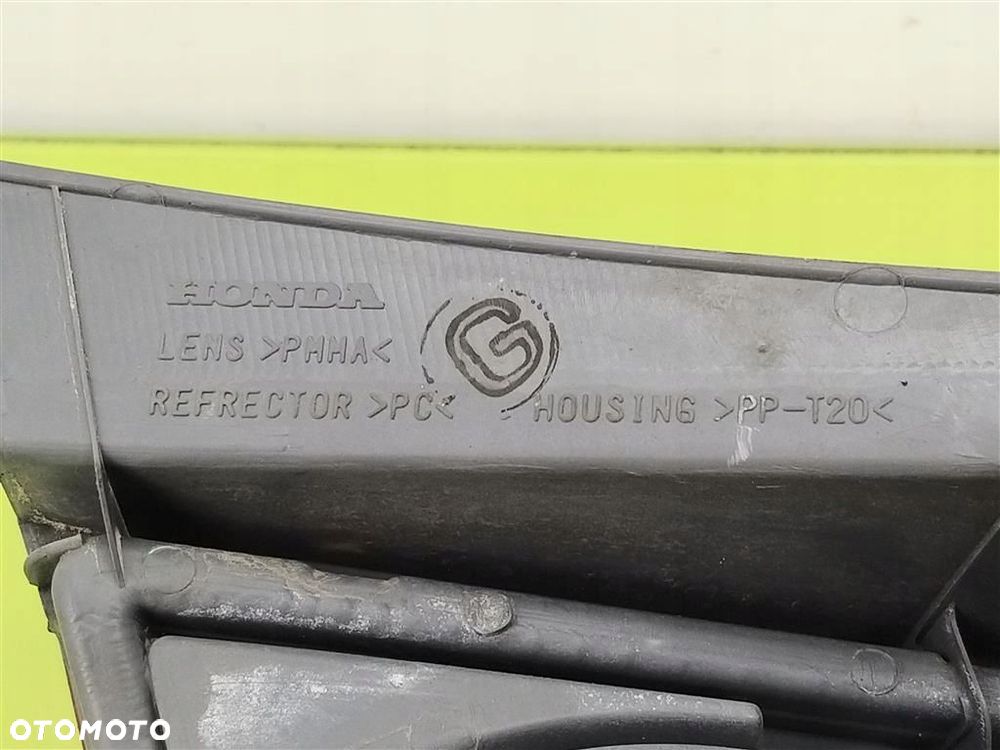 HONDA
LENS >PMMA<
G
REFRECTOR >PC< HOUSING >PP-T20<
OTOMOTO